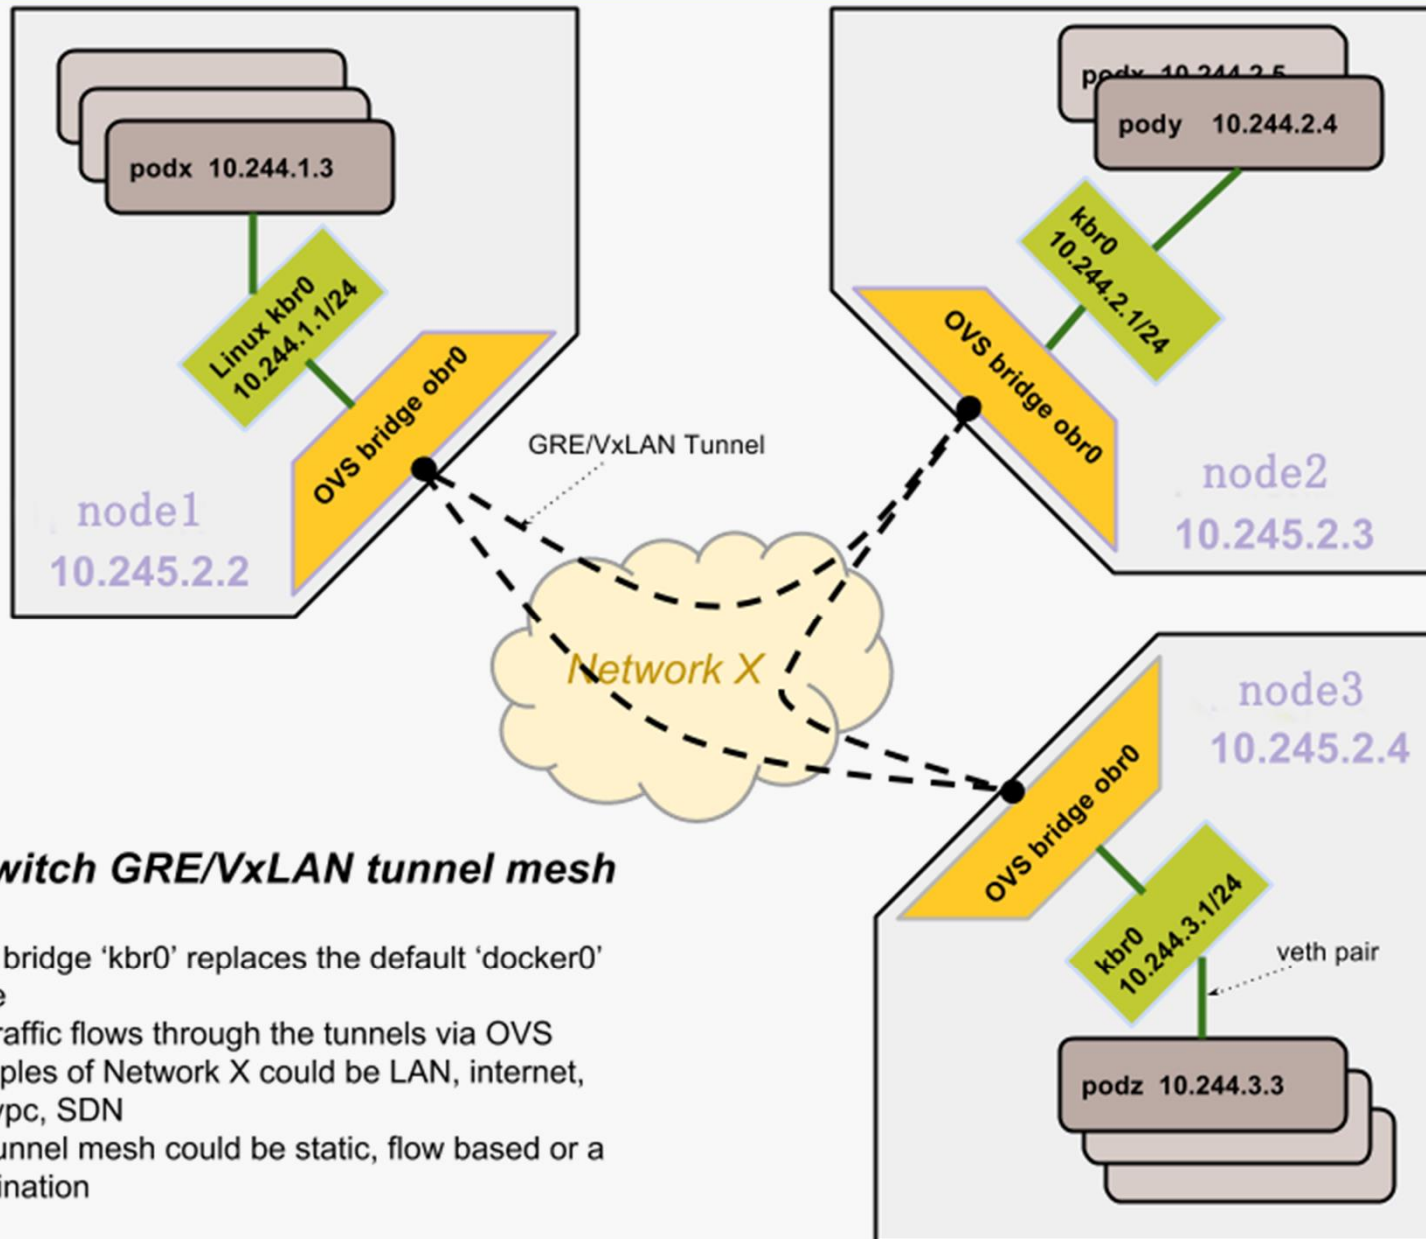 podx 10.244.1.3
Linux kbr0
10.244.1.1/24
OVS bridge obr0
node1
10.245.2.2
podx 10.244.2.5
pody 10.244.2.4
kbr0
10.244.2.1/24
OVS bridge obr0
node2
10.245.2.3
GRE/VxLAN Tunnel
Network X
node3
10.245.2.4
OVS bridge obr0
kbr0
10.244.3.1/24
veth pair
podz 10.244.3.3
witch GRE/VxLAN tunnel mesh
bridge ‘kbr0’ replaces the default ‘docker0’
e
raffic flows through the tunnels via OVS
ples of Network X could be LAN, internet,
vpc, SDN
unnel mesh could be static, flow based or a
ination